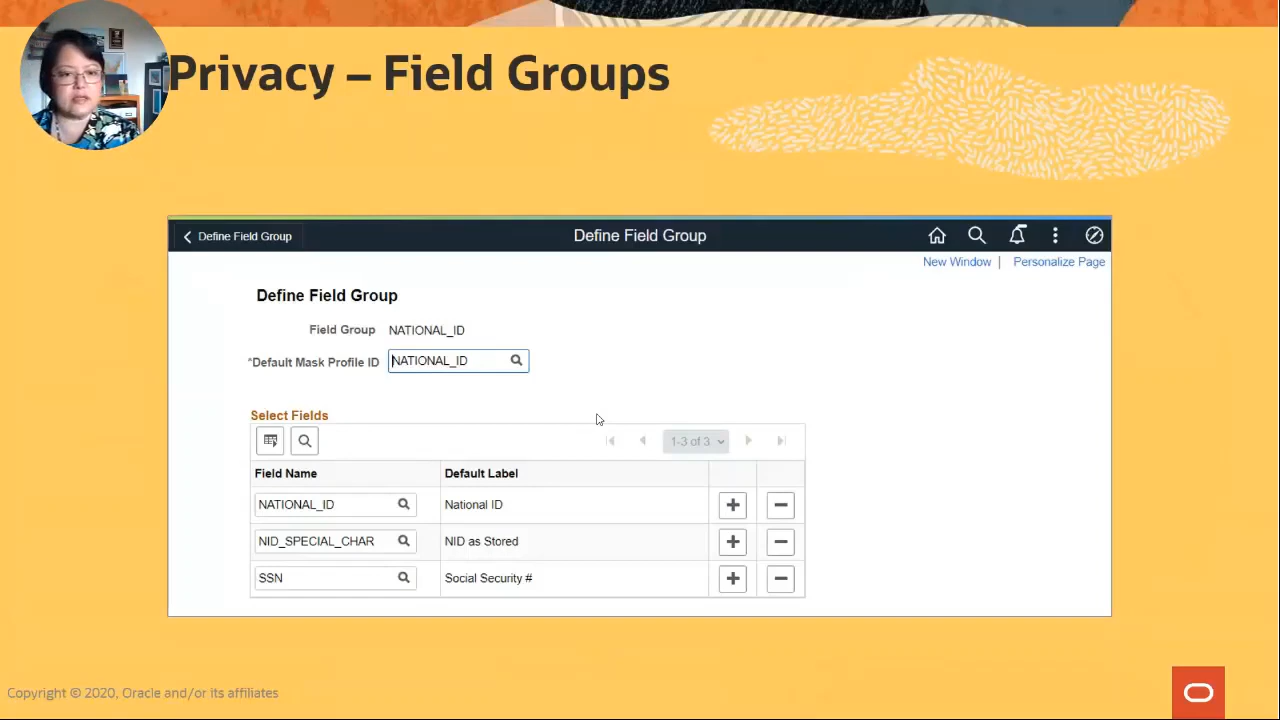 Privacy – Field Groups
Define Field Group
Define Field Group
New Window | Personalize Page
Define Field Group
Field Group NATIONAL_ID
*Default Mask Profile ID NATIONAL_ID
Select Fields
1-3 of 3
Field Name Default Label
NATIONAL_ID National ID
NID_SPECIAL_CHAR NID as Stored
SSN Social Security #
Copyright © 2020, Oracle and/or its affiliates